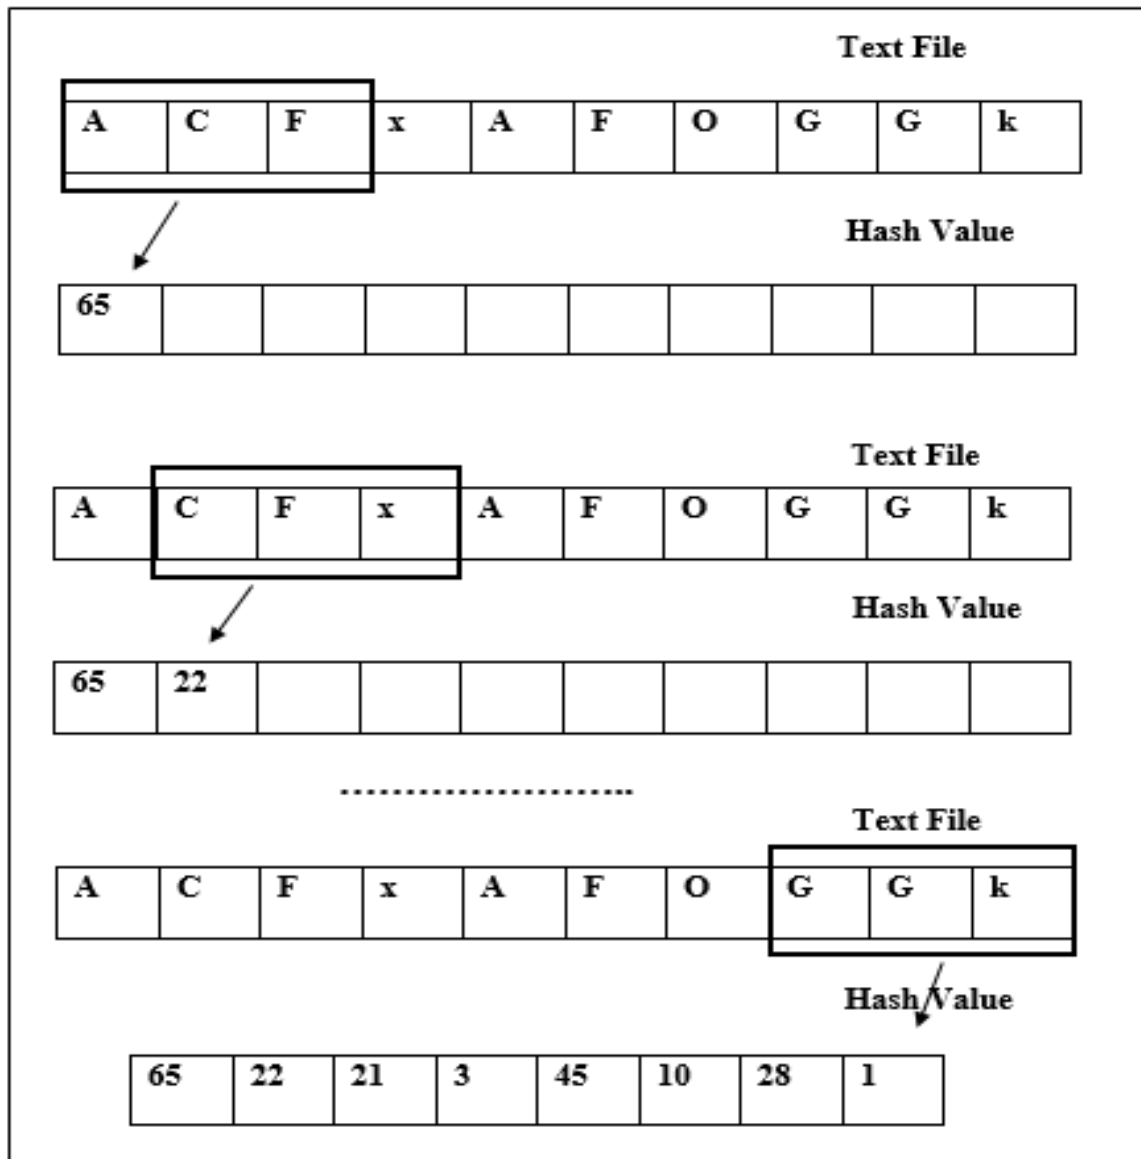 Text File
A C F x A F O G G k
Hash Value
65
Text File
A C F x A F O G G k
Hash Value
65 22
........................
Text File
A C F x A F O G G k
Hash Value
65 22 21 3 45 10 28 1